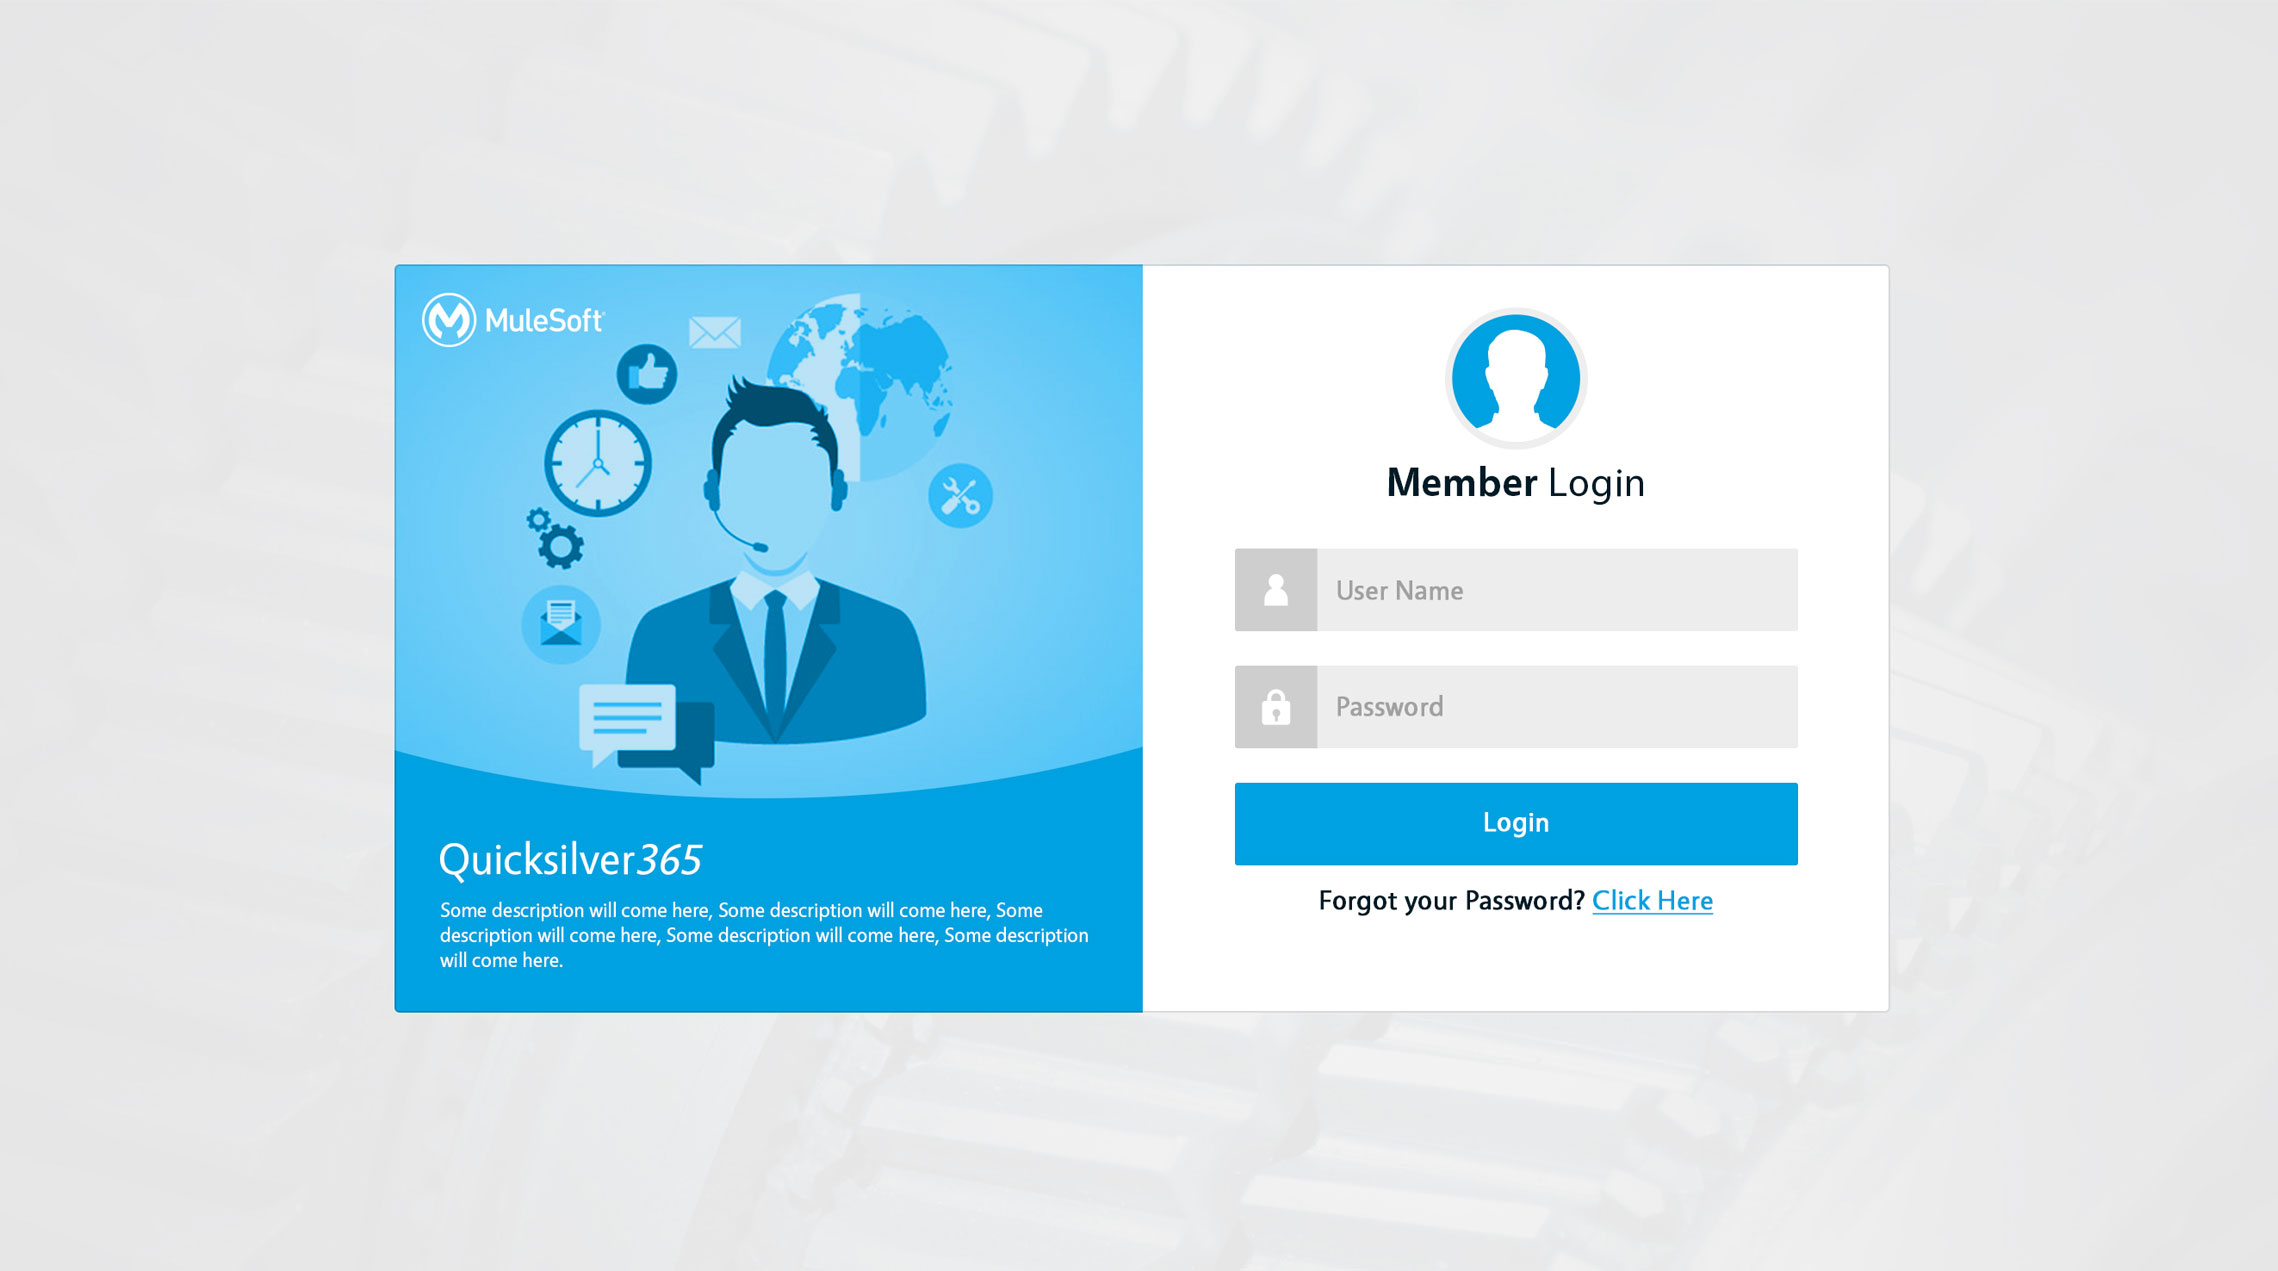 MuleSoft
Quicksilver365
Some description will come here, Some description will come here, Some
description will come here, Some description will come here, Some description
will come here.
Member Login
User Name
Password
Login
Forgot your Password? Click Here